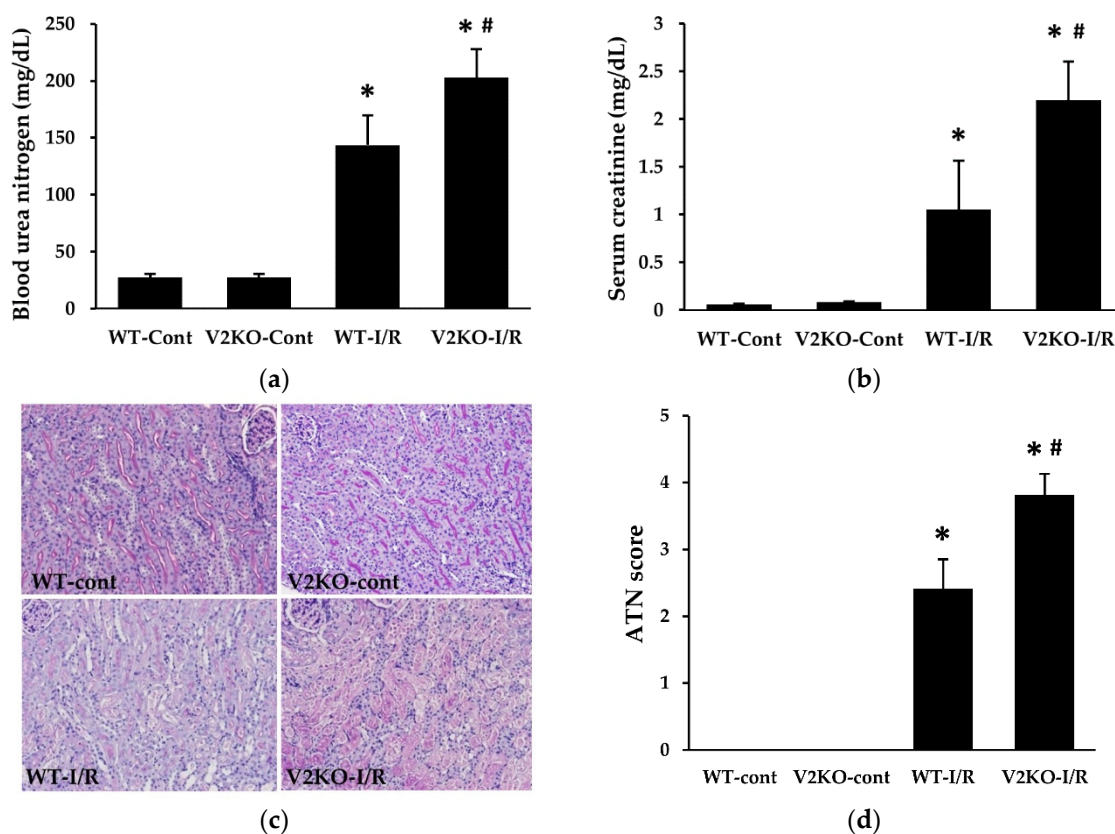 Blood urea nitrogen (mg/dL)
250
200
150
100
50
0
*
* #
WT-Cont V2KO-Cont WT-I/R V2KO-I/R
(a)
Serum creatinine (mg/dL)
3
2.5
2
1.5
1
0.5
0
*
* #
WT-Cont V2KO-Cont WT-I/R V2KO-I/R
(b)
WT-cont
V2KO-cont
WT-I/R
V2KO-I/R
(c)
ATN score
5
4
3
2
1
0
*
* #
WT-cont V2KO-cont WT-I/R V2KO-I/R
(d)